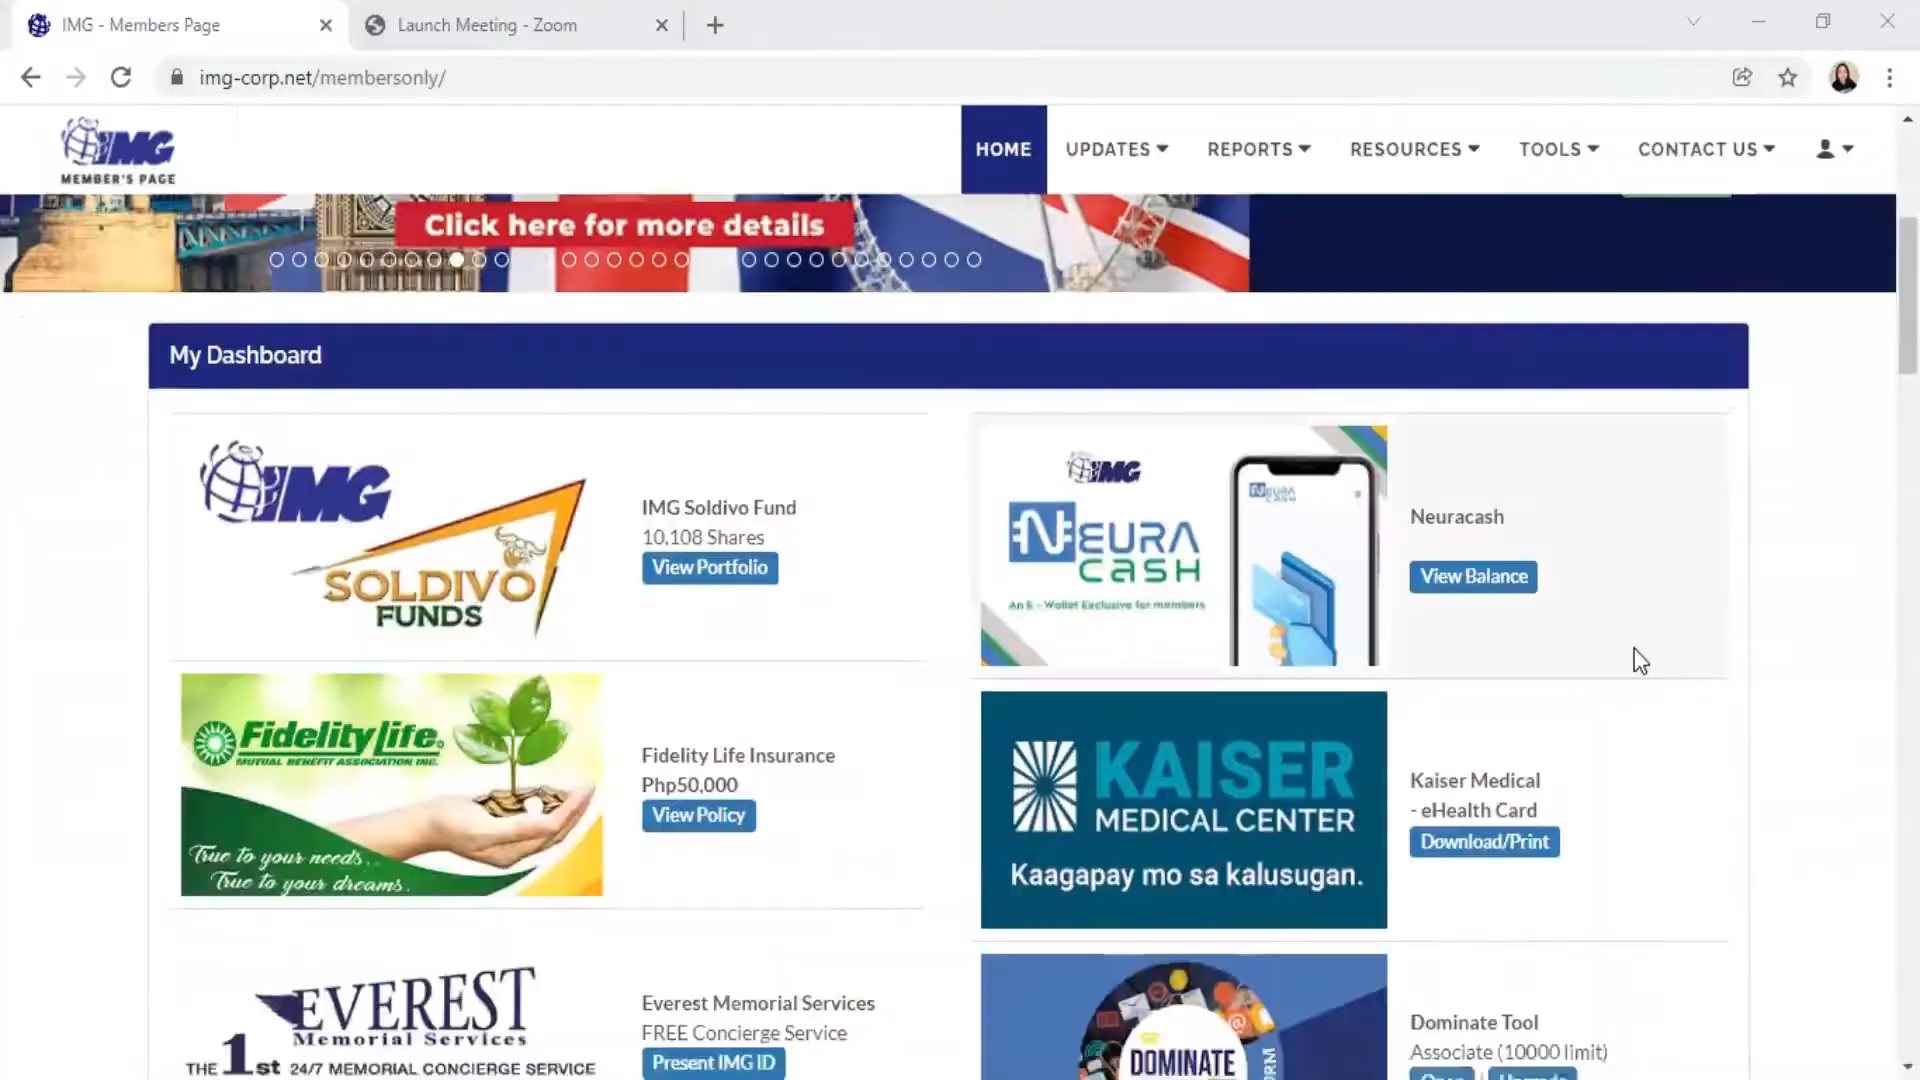 IMG - Members Page
Launch Meeting - Zoom
img-corp.net/membersonly/
IMG
MEMBER'S PAGE
HOME
UPDATES
REPORTS
RESOURCES
TOOLS
CONTACT US
Click here for more details
My Dashboard
IMG
SOLDIVO
FUNDS
IMG Soldivo Fund
10,108 Shares
View Portfolio
IMG
NEURA
CASH
An E - Wallet Exclusive for members
NEURA
CASH
Neuracash
View Balance
Fidelity Life
MUTUAL BENEFIT ASSOCIATION INC.
True to your needs...
True to your dreams.
Fidelity Life Insurance
Php50,000
View Policy
KAISER
MEDICAL CENTER
Kaagapay mo sa kalusugan.
Kaiser Medical
- eHealth Card
Download/Print
EVEREST
Memorial Services
THE 1st 24/7 MEMORIAL CONCIERGE SERVICE
Everest Memorial Services
FREE Concierge Service
Present IMG ID
DOMINATE
Dominate Tool
Associate (10000 limit)